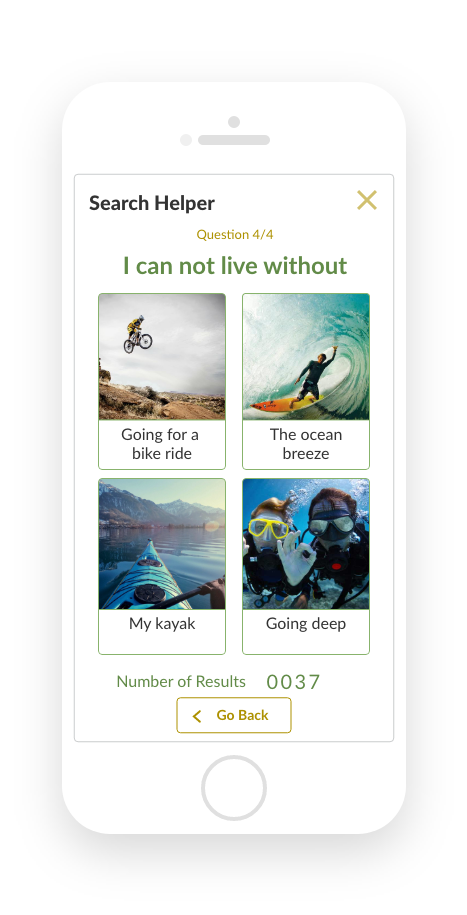 Search Helper
Question 4/4
I can not live without
Going for a
bike ride
The ocean
breeze
My kayak
Going deep
Number of Results 0037
Go Back